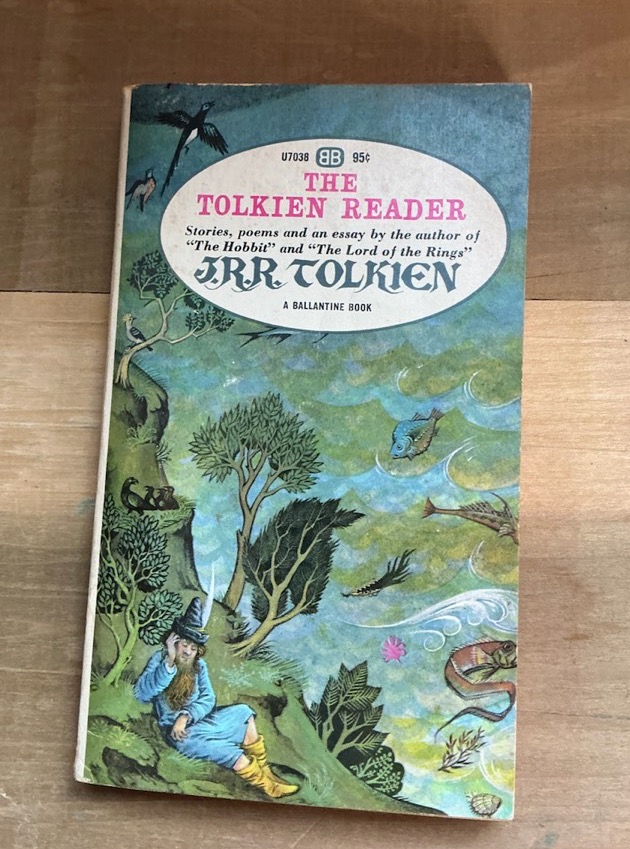 U7038 BB 95¢
THE
TOLKIEN READER
Stories, poems and an essay by the author of
“The Hobbit” and “The Lord of the Rings”
J.R.R. TOLKIEN
A BALLANTINE BOOK